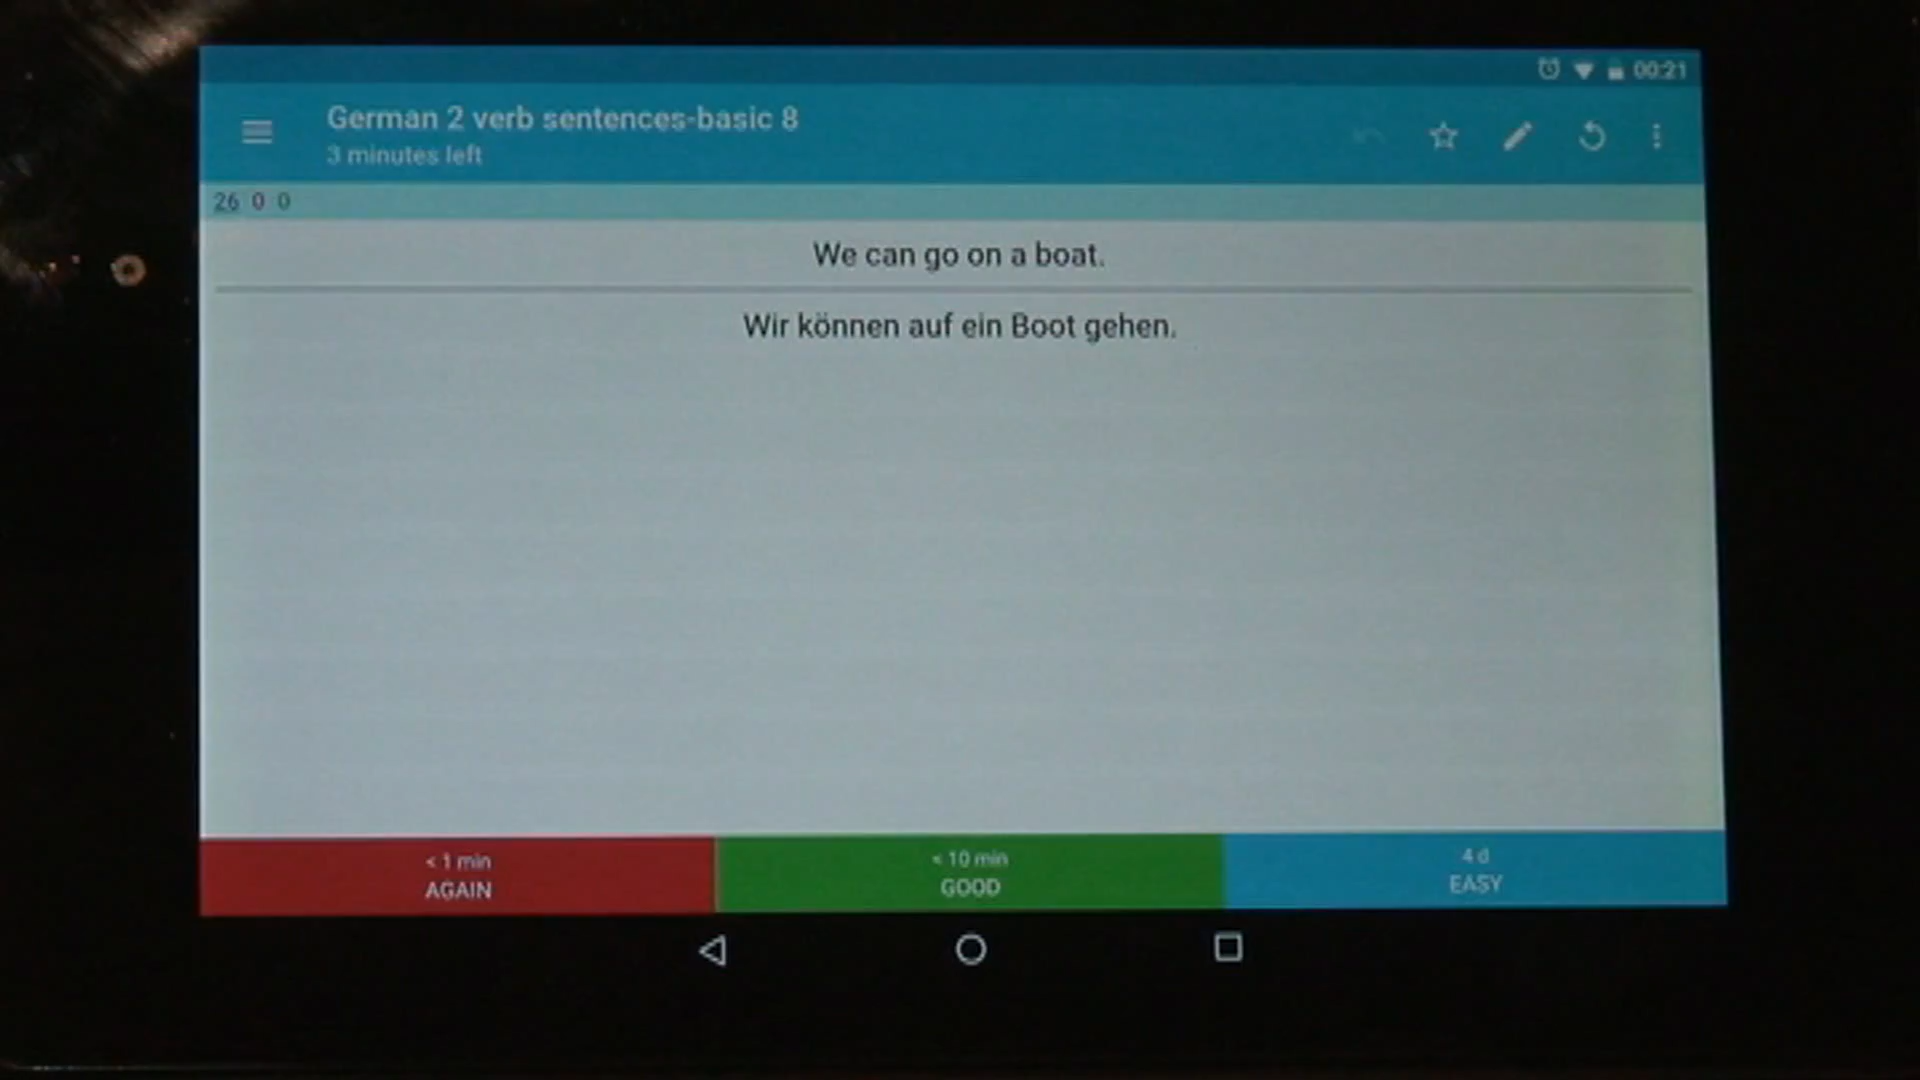 00:21
German 2 verb sentences-basic 8
3 minutes left
26 0 0
We can go on a boat.
Wir können auf ein Boot gehen.
< 1 min
AGAIN
< 10 min
GOOD
4 d
EASY